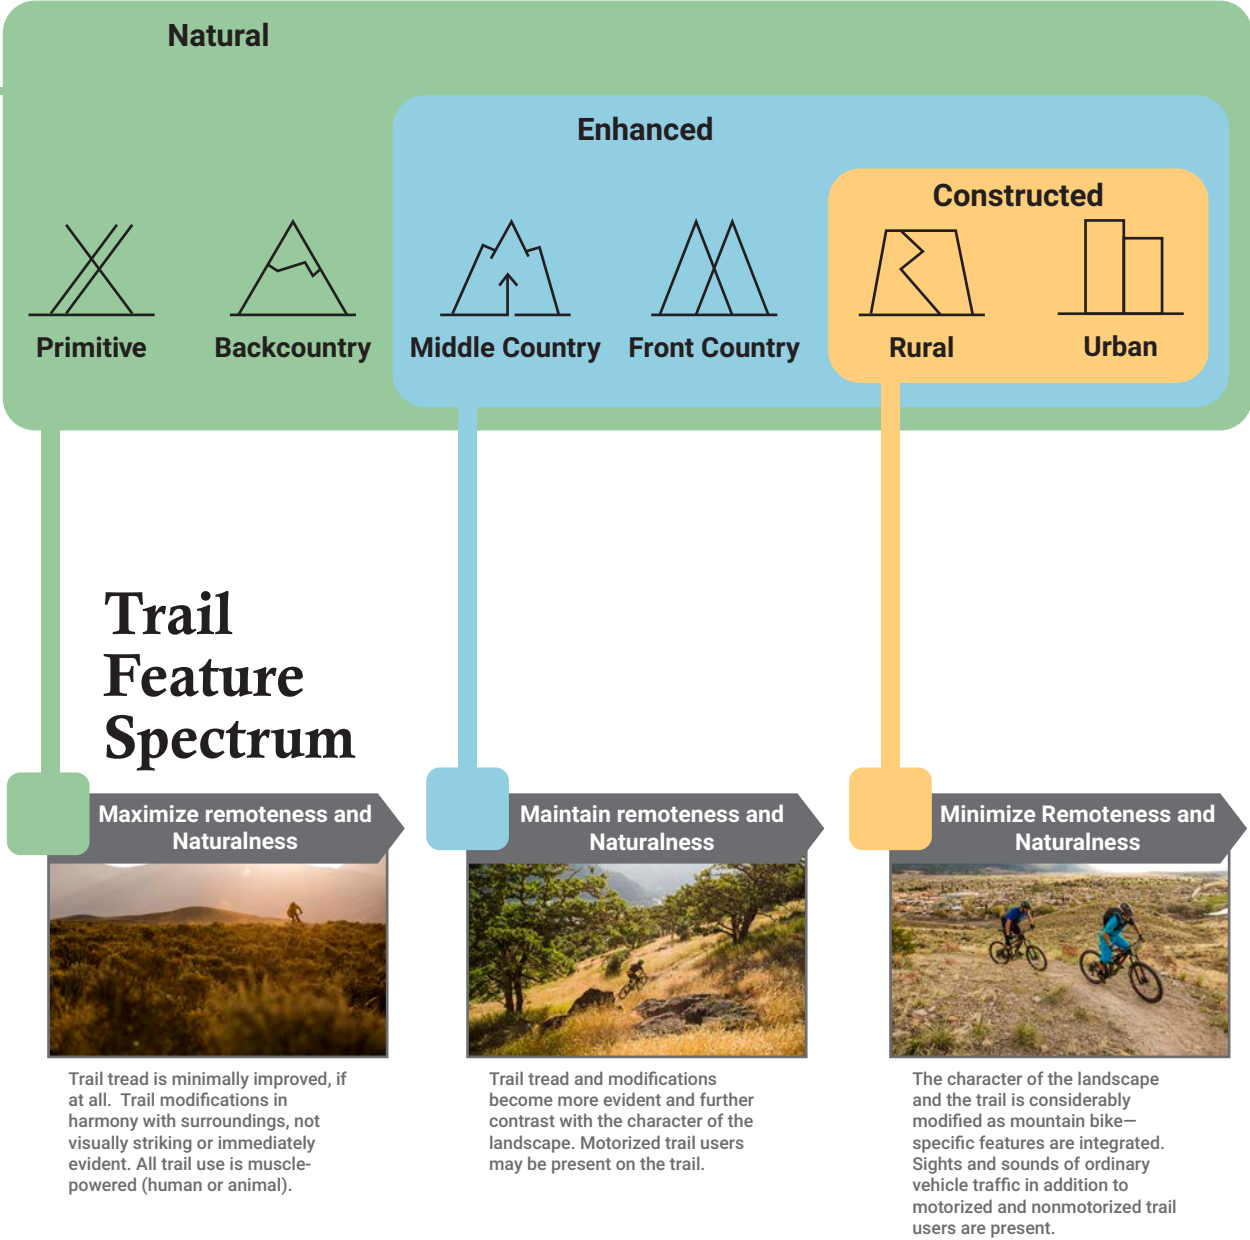 Natural
Enhanced
Constructed
Primitive
Backcountry
Middle Country
Front Country
Rural
Urban
Trail
Feature
Spectrum
Maximize remoteness and
Naturalness
Trail tread is minimally improved, if
at all. Trail modifications in
harmony with surroundings, not
visually striking or immediately
evident. All trail use is muscle-
powered (human or animal).
Maintain remoteness and
Naturalness
Trail tread and modifications
become more evident and further
contrast with the character of the
landscape. Motorized trail users
may be present on the trail.
Minimize Remoteness and
Naturalness
The character of the landscape
and the trail is considerably
modified as mountain bike—
specific features are integrated.
Sights and sounds of ordinary
vehicle traffic in addition to
motorized and nonmotorized trail
users are present.